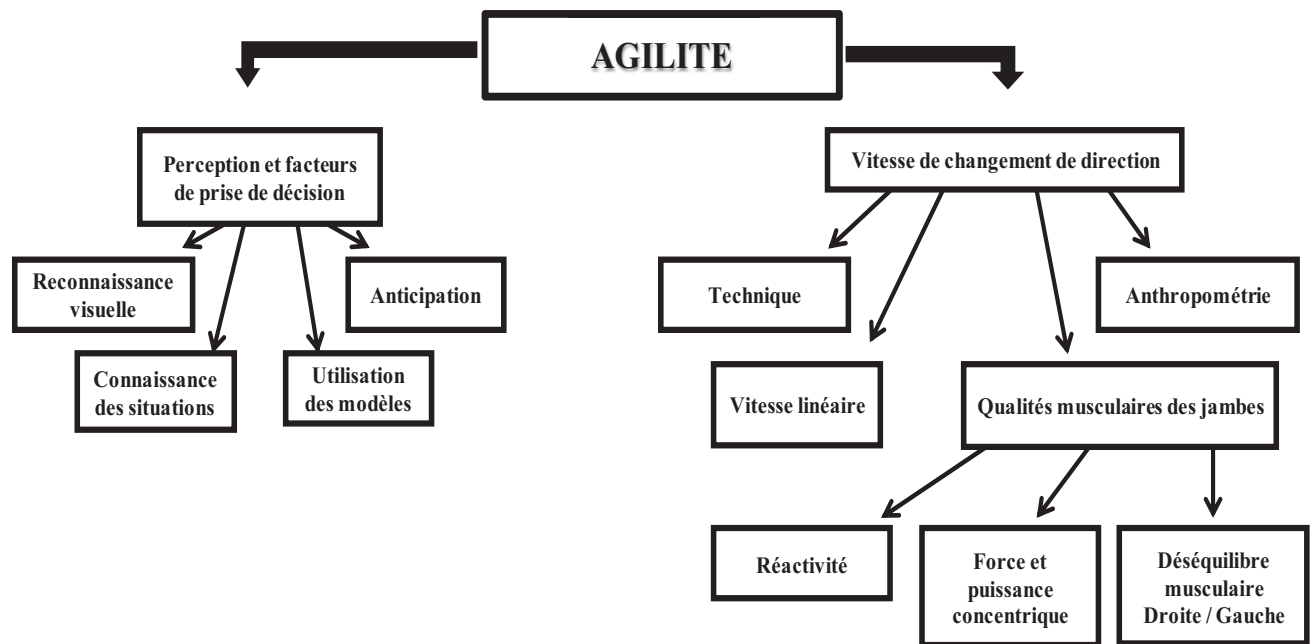 AGILITE
Perception et facteurs
de prise de décision
Vitesse de changement de direction
Reconnaissance
visuelle
Anticipation
Connaissance
des situations
Utilisation
des modèles
Technique
Anthropométrie
Vitesse linéaire
Qualités musculaires des jambes
Réactivité
Force et
puissance
concentrique
Déséquilibre
musculaire
Droite / Gauche